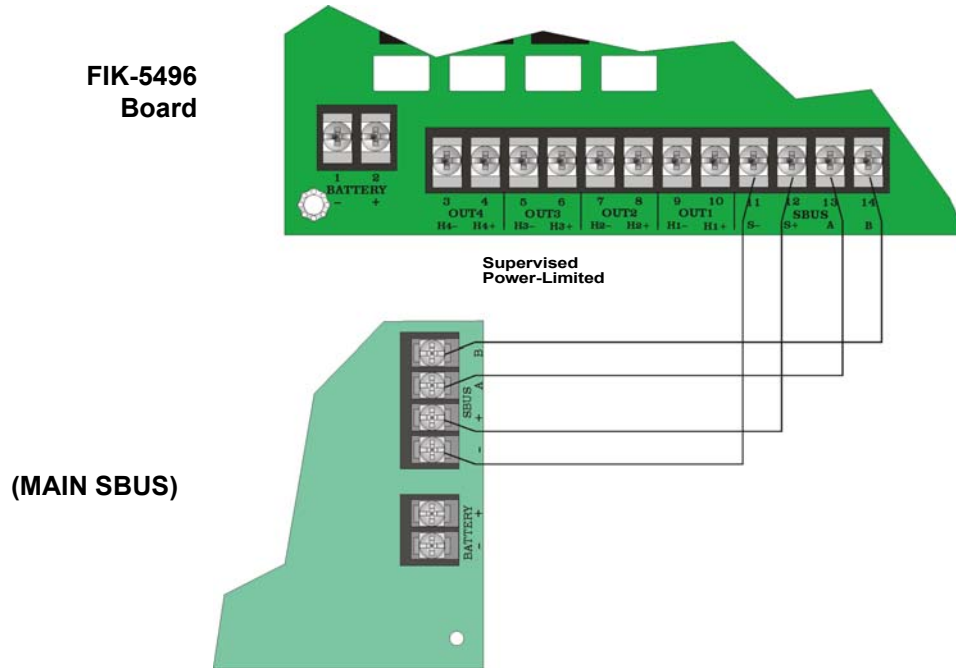 FIK-5496
Board
1 2
BATTERY
- +
3 4 5 6 7 8 9 10 11 12 13 14
OUT4 OUT3 OUT2 OUT1 SBUS
H4- H4+ H3- H3+ H2- H2+ H1- H1+ S- S+ A B
Supervised
Power-Limited
B
A
SBUS
+
-
(MAIN SBUS)
+
BATTERY
-